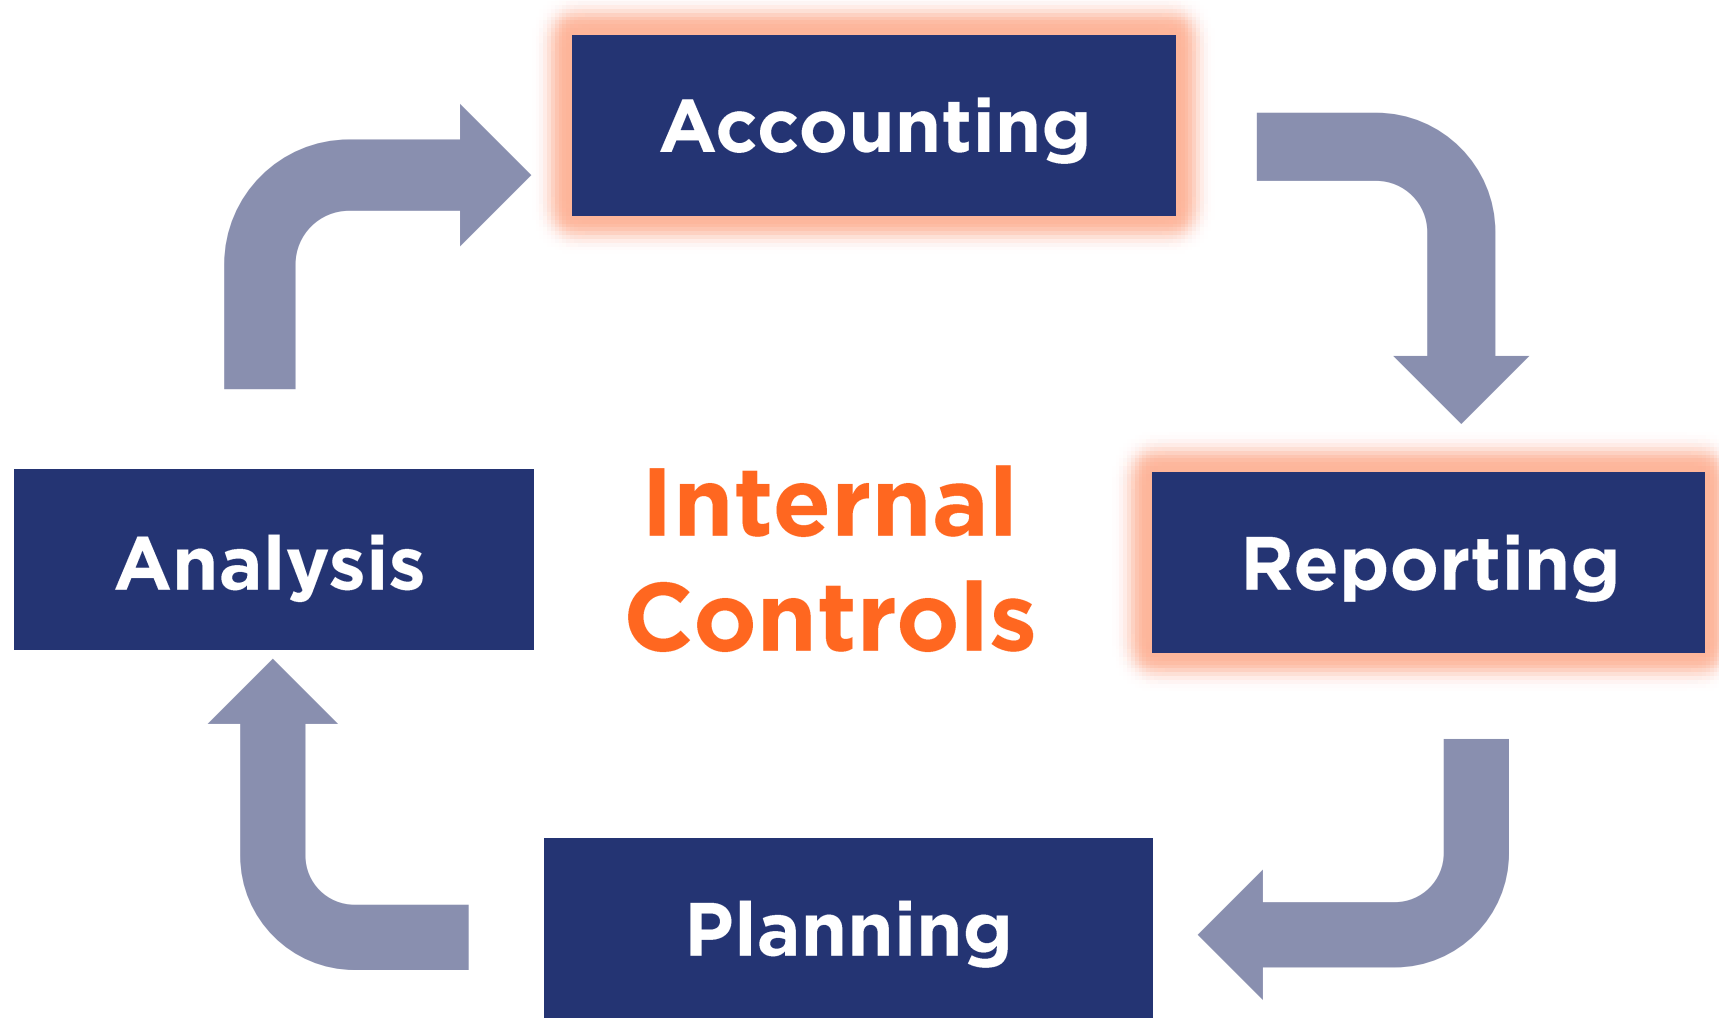 Accounting
Internal
Controls
Analysis
Reporting
Planning